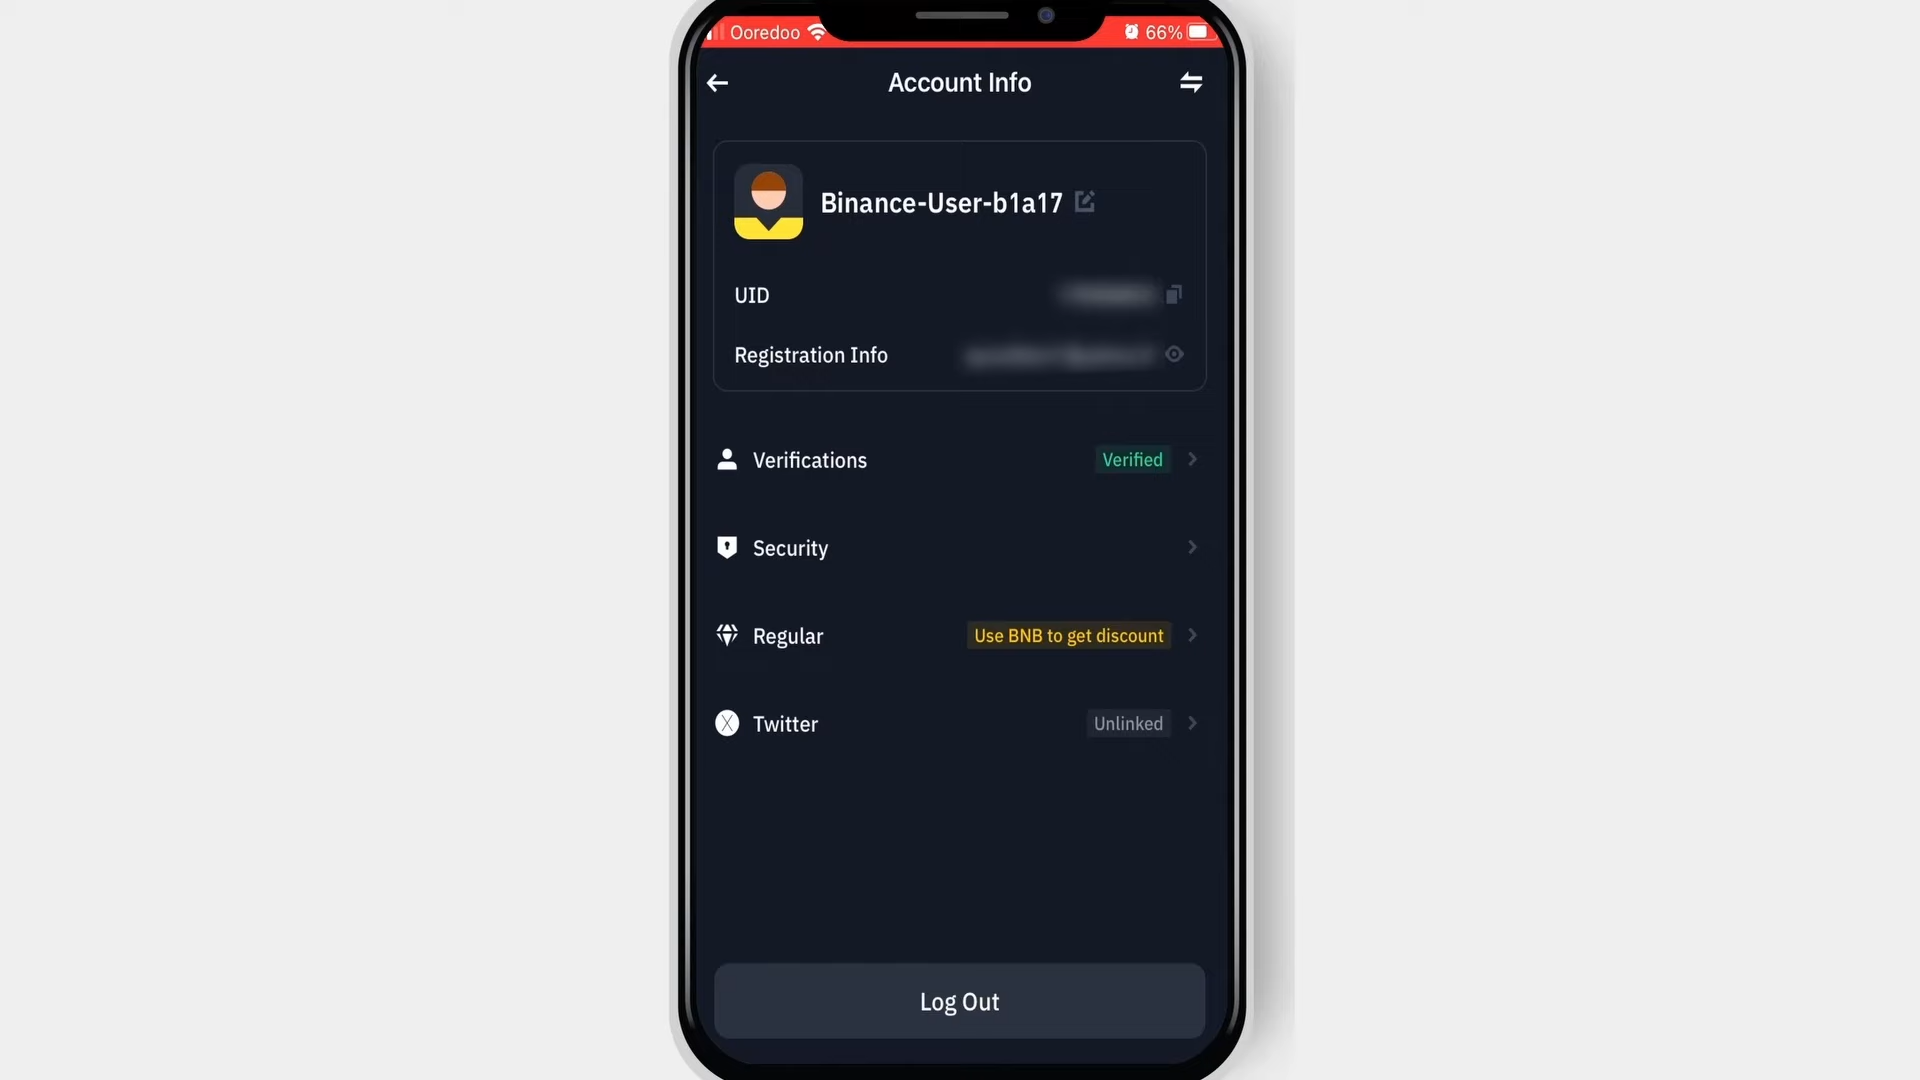 Ooredoo 66%
Account Info
Binance-User-b1a17
UID
Registration Info
Verifications Verified
Security
Regular Use BNB to get discount
Twitter Unlinked
Log Out